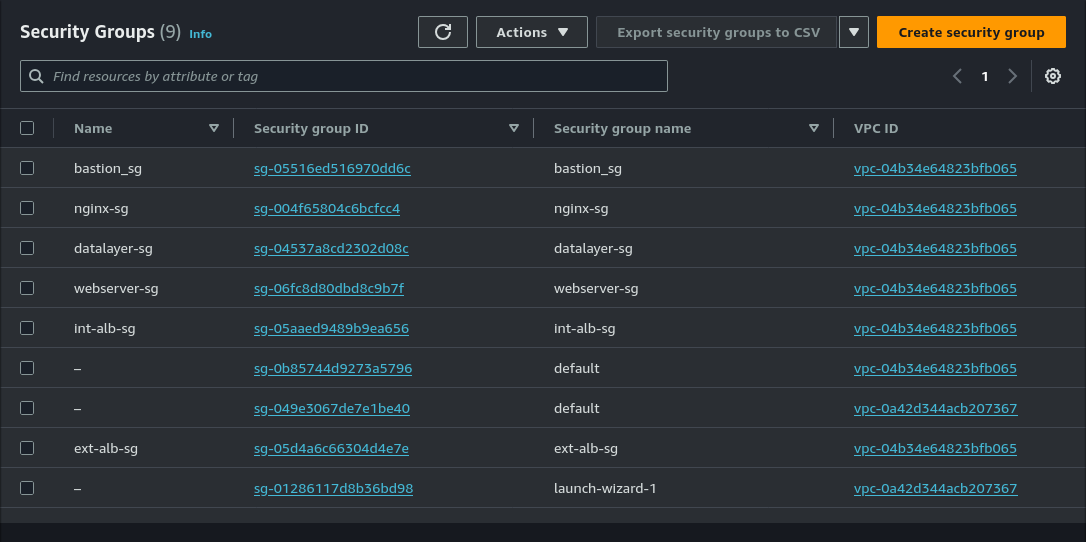 Security Groups (9) Info
Actions
Export security groups to CSV
Create security group
Find resources by attribute or tag
1
Name Security group ID Security group name VPC ID
bastion_sg sg-05516ed516970dd6c bastion_sg vpc-04b34e64823bfb065
nginx-sg sg-004f65804c6bcfcc4 nginx-sg vpc-04b34e64823bfb065
datalayer-sg sg-04537a8cd2302d08c datalayer-sg vpc-04b34e64823bfb065
webserver-sg sg-06fc8d80dbd8c9b7f webserver-sg vpc-04b34e64823bfb065
int-alb-sg sg-05aaed9489b9ea656 int-alb-sg vpc-04b34e64823bfb065
– sg-0b85744d9273a5796 default vpc-04b34e64823bfb065
– sg-049e3067de7e1be40 default vpc-0a42d344acb207367
ext-alb-sg sg-05d4a6c66304d4e7e ext-alb-sg vpc-04b34e64823bfb065
– sg-01286117d8b36bd98 launch-wizard-1 vpc-0a42d344acb207367